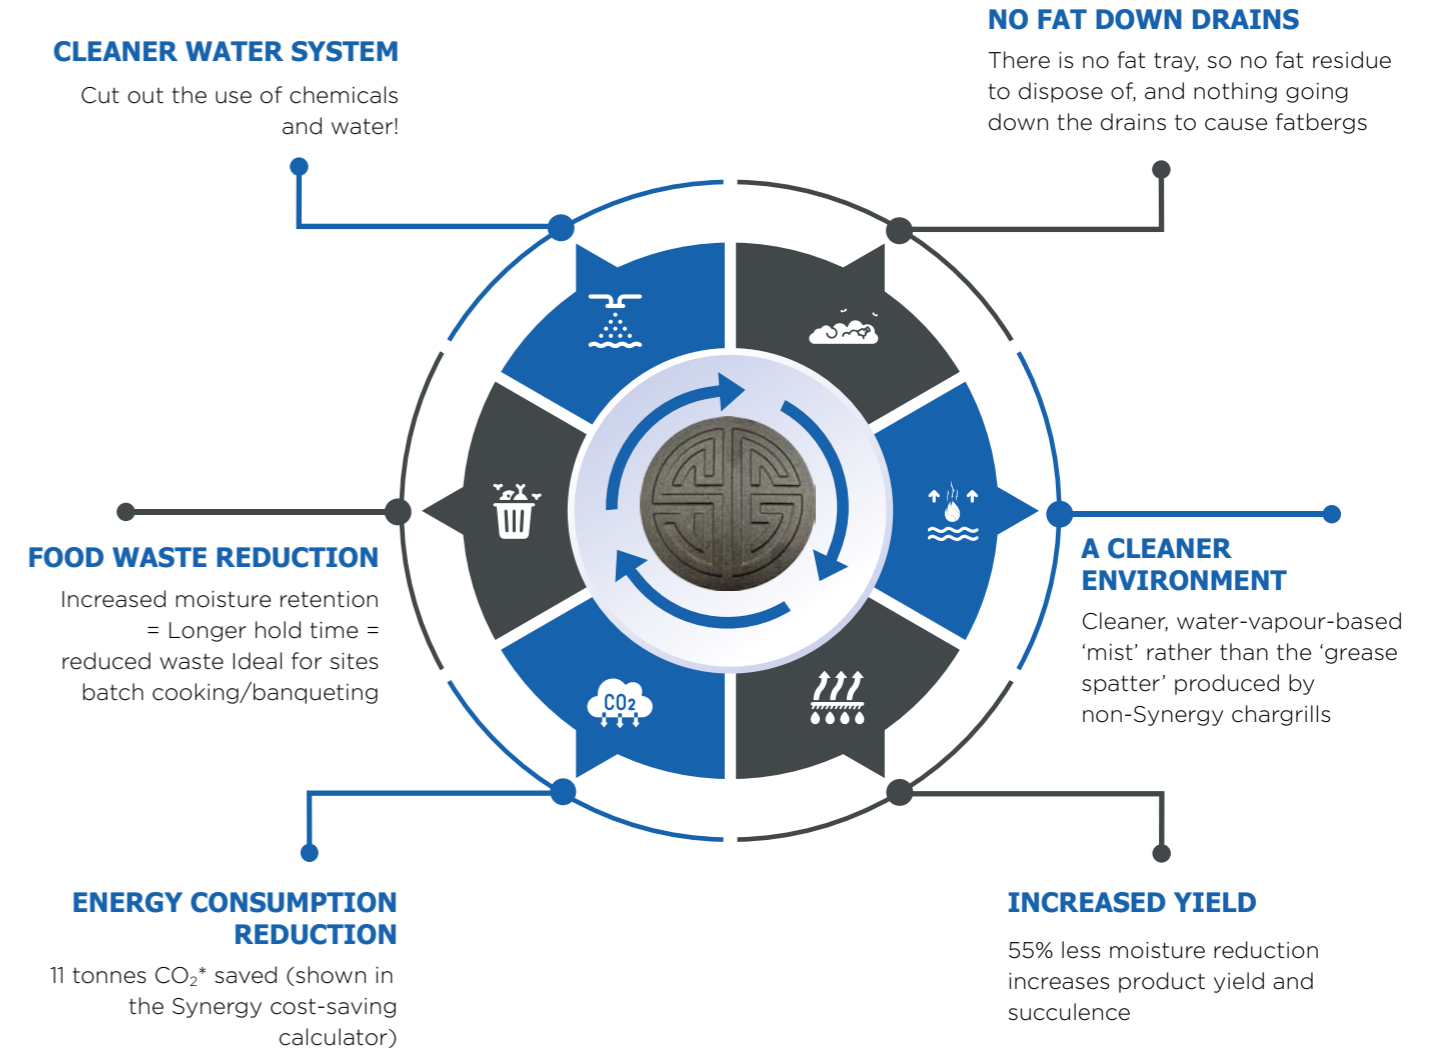 CLEANER WATER SYSTEM
Cut out the use of chemicals
and water!
NO FAT DOWN DRAINS
There is no fat tray, so no fat residue
to dispose of, and nothing going
down the drains to cause fatbergs
FOOD WASTE REDUCTION
Increased moisture retention
= Longer hold time =
reduced waste Ideal for sites
batch cooking/banqueting
A CLEANER
ENVIRONMENT
Cleaner, water-vapour-based
‘mist’ rather than the ‘grease
spatter’ produced by
non-Synergy chargrills
CO₂
ENERGY CONSUMPTION
REDUCTION
11 tonnes CO₂* saved (shown in
the Synergy cost-saving
calculator)
INCREASED YIELD
55% less moisture reduction
increases product yield and
succulence